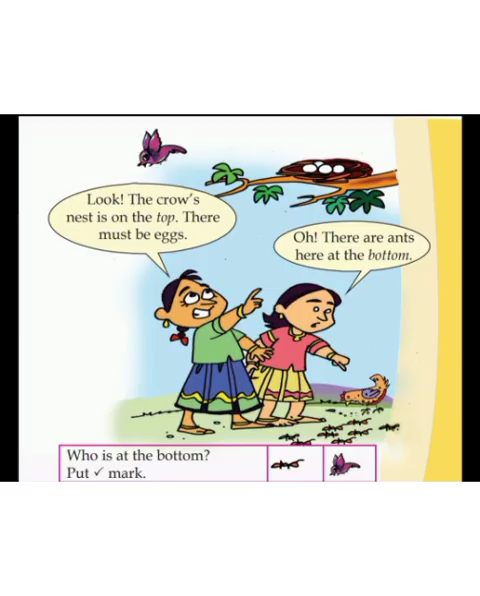 Look! The crow's
nest is on the top. There
must be eggs.
Oh! There are ants
here at the bottom.
Who is at the bottom?
Put ✓ mark.